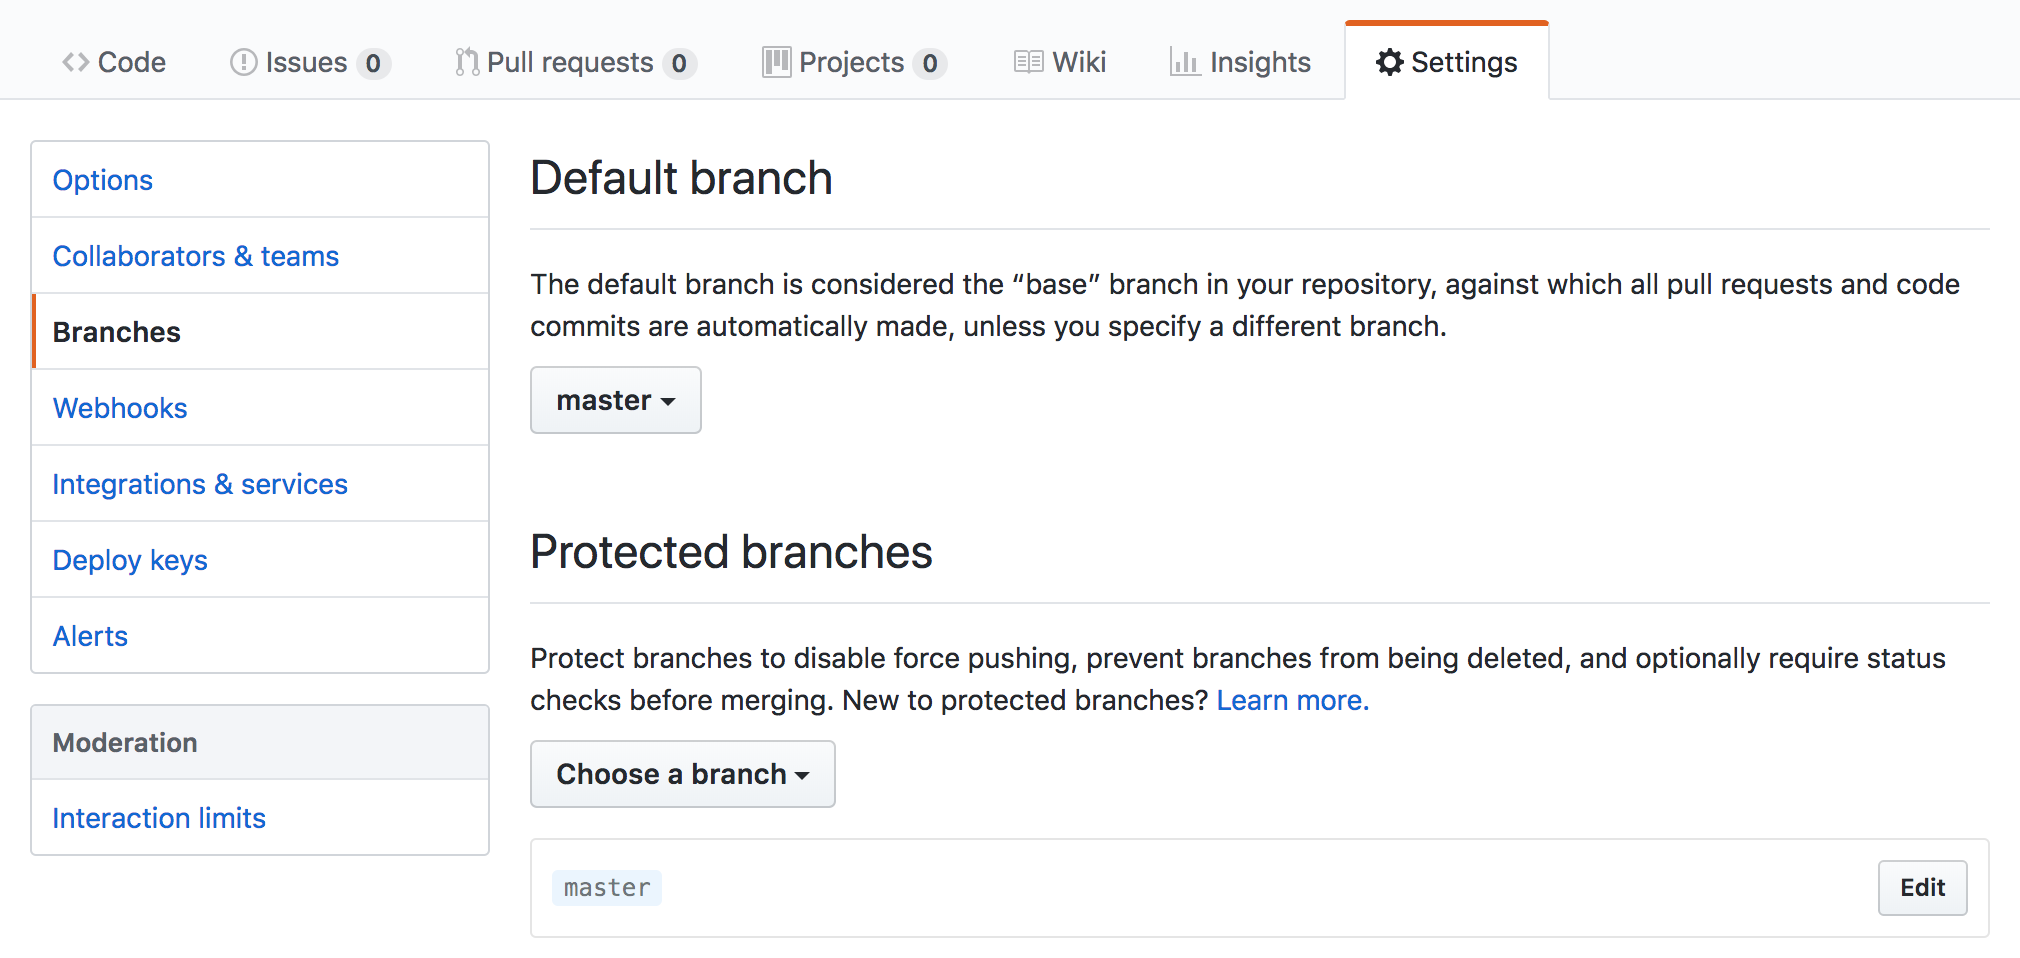 Code Issues 0 Pull requests 0 Projects 0 Wiki Insights Settings
Options
Collaborators & teams
Branches
Webhooks
Integrations & services
Deploy keys
Alerts
Moderation
Interaction limits
Default branch
The default branch is considered the “base” branch in your repository, against which all pull requests and code
commits are automatically made, unless you specify a different branch.
master
Protected branches
Protect branches to disable force pushing, prevent branches from being deleted, and optionally require status
checks before merging. New to protected branches? Learn more.
Choose a branch
master Edit